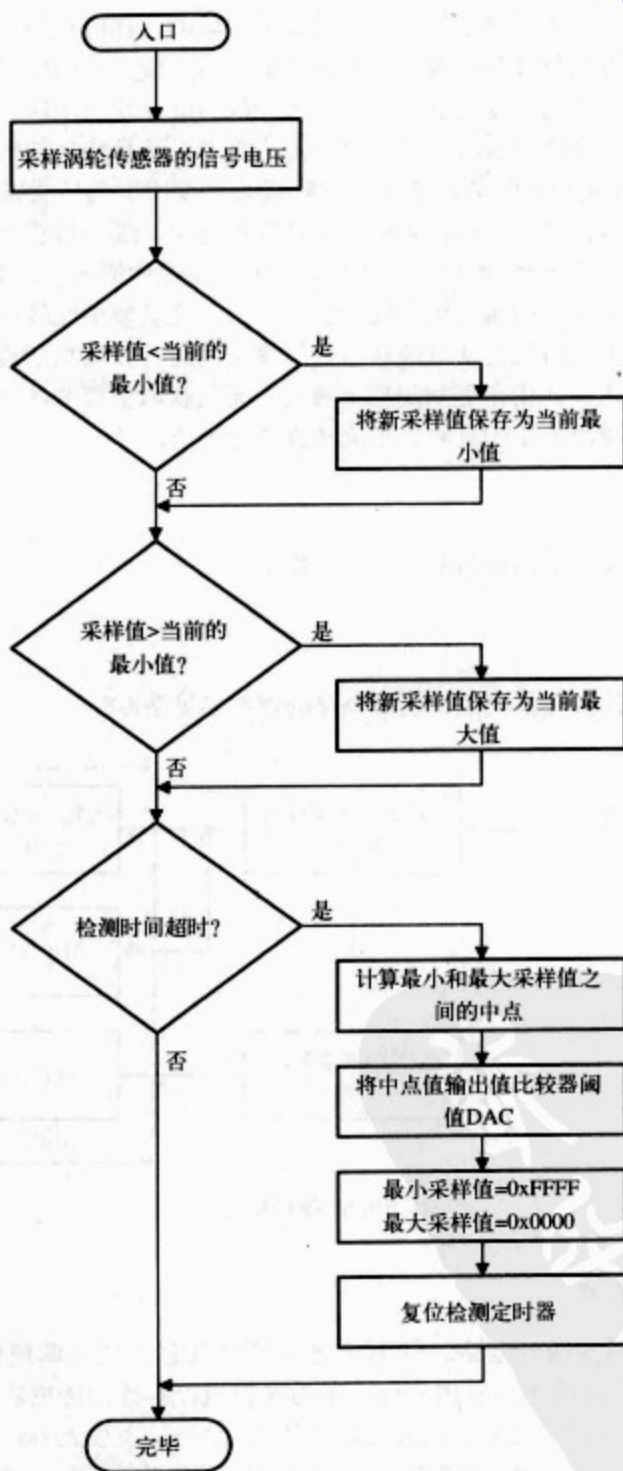 入口
采样涡轮传感器的信号电压
采样值<当前的
最小值?
是
将新采样值保存为当前最
小值
否
采样值>当前的
最小值?
是
将新采样值保存为当前最
大值
否
检测时间超时?
是
计算最小和最大采样值之
间的中点
否
将中点值输出值比较器阈
值DAC
最小采样值=0xFFFF
最大采样值=0x0000
复位检测定时器
完毕